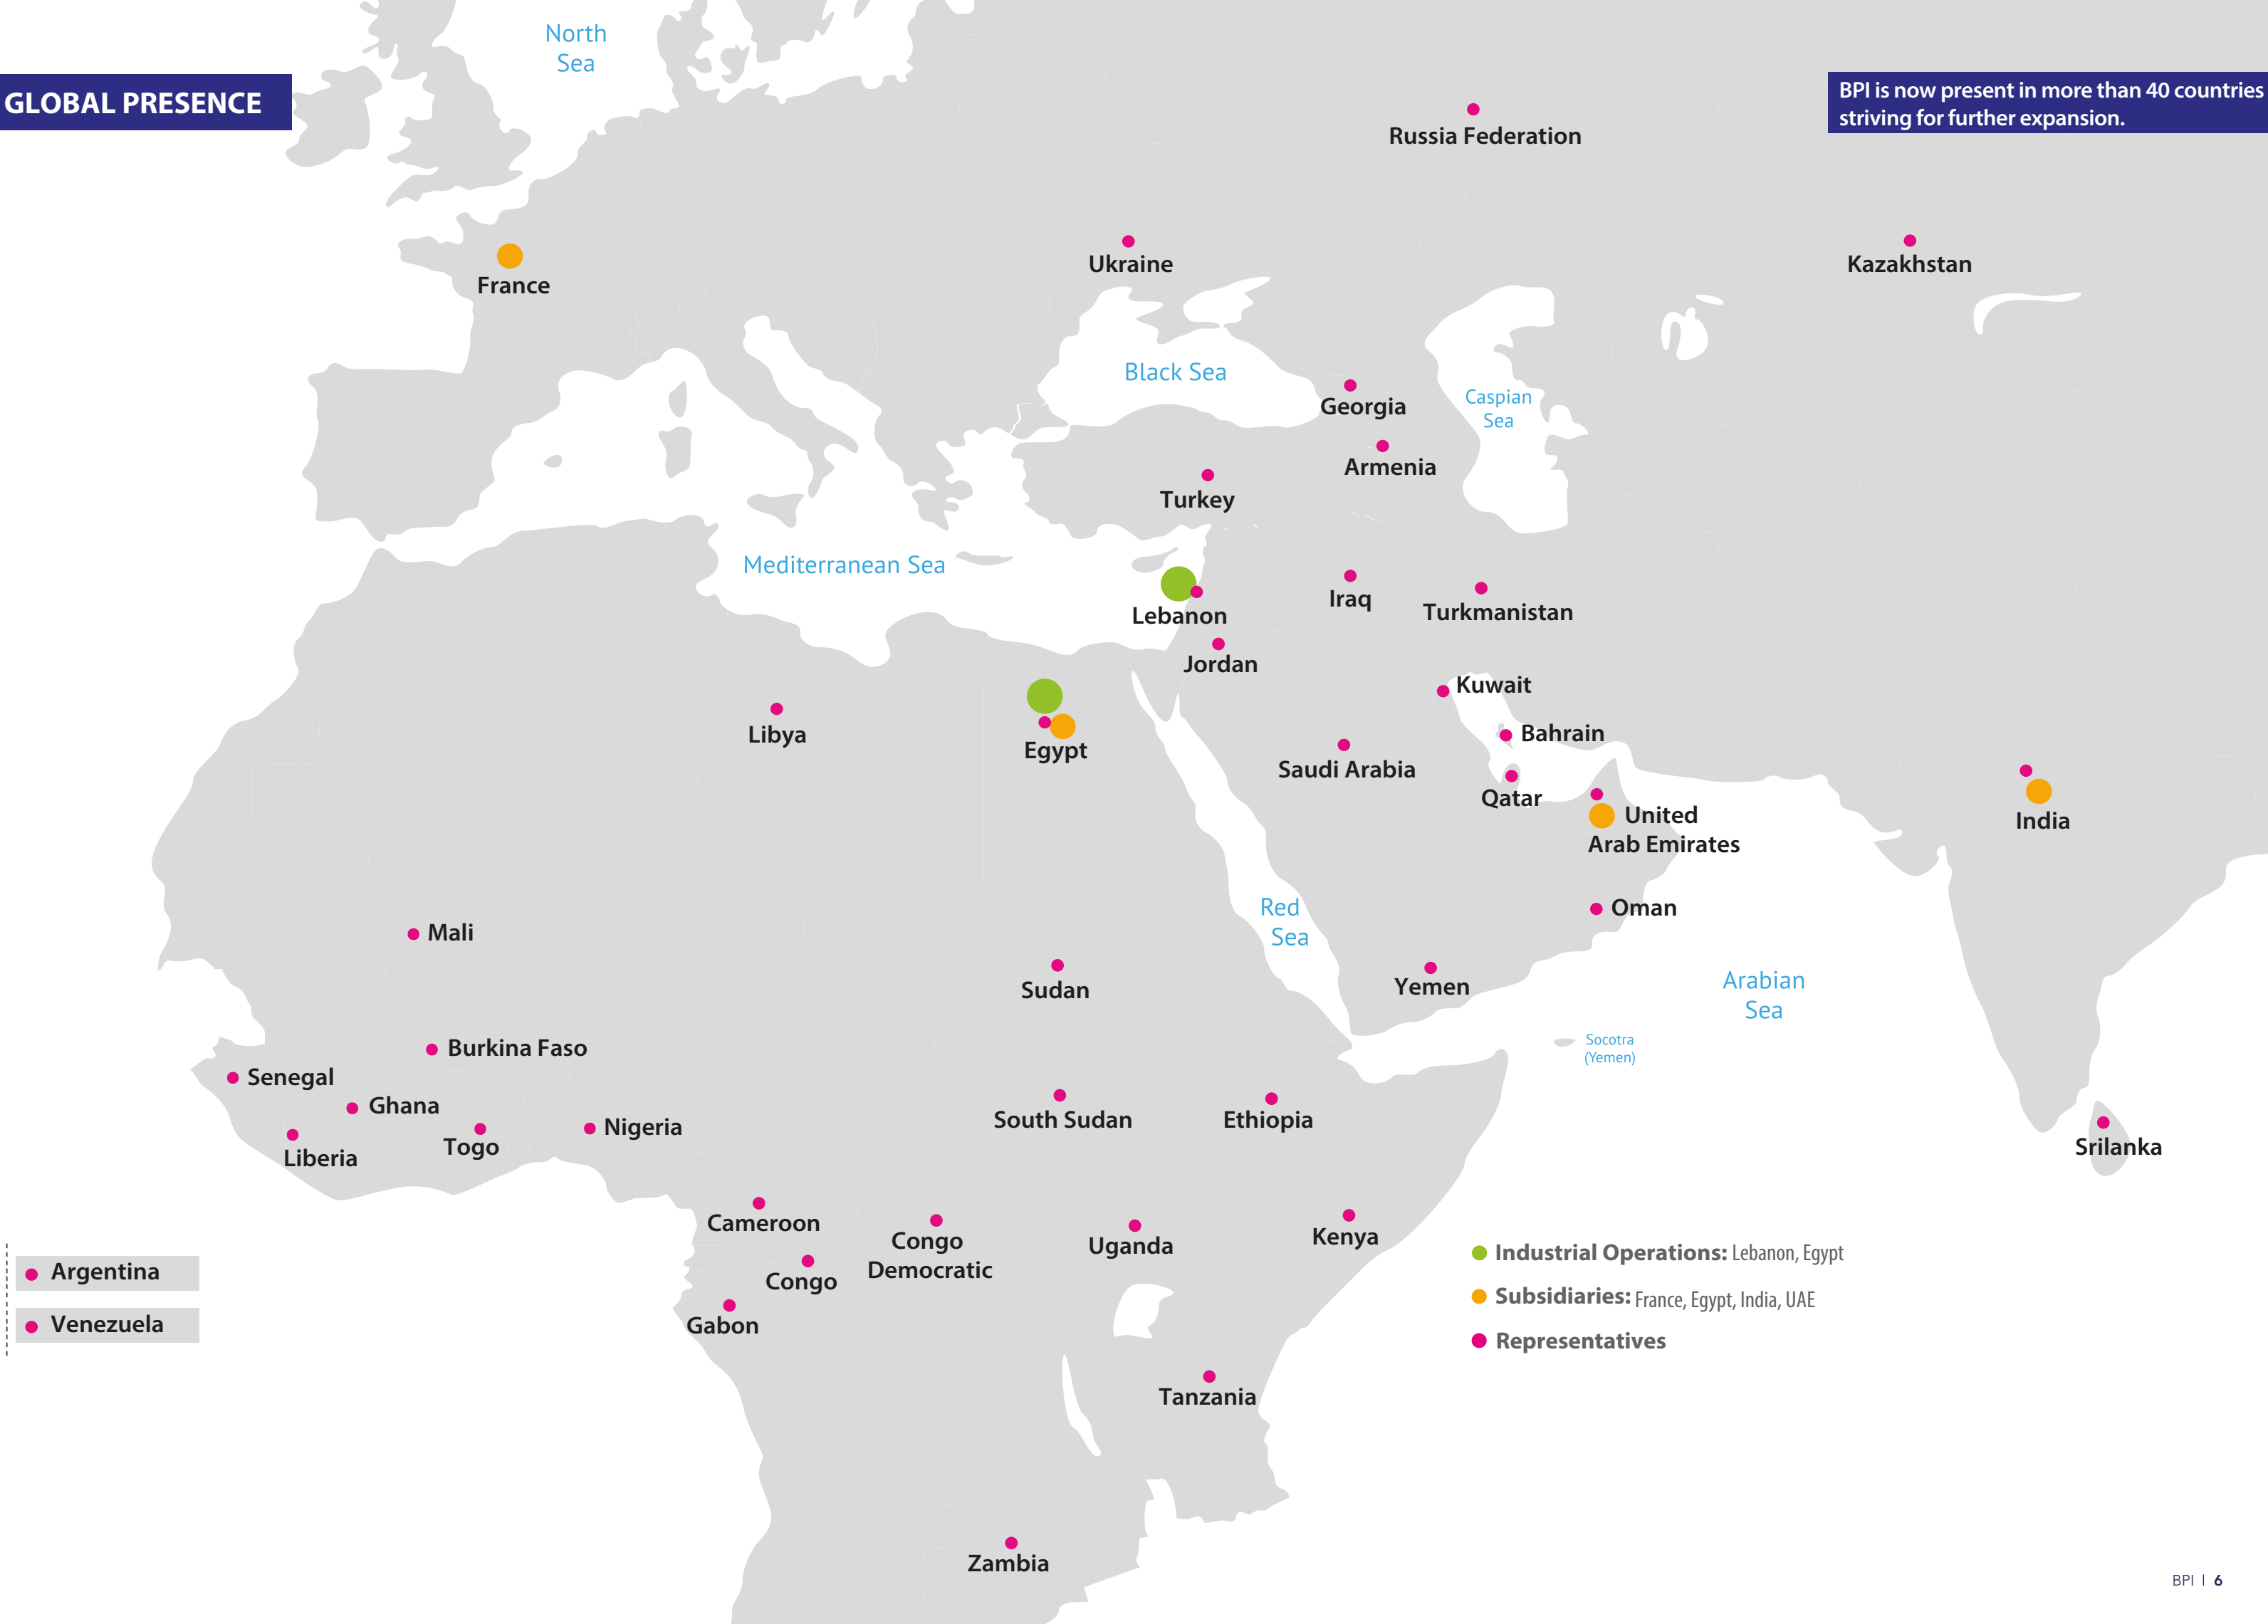 North
Sea
GLOBAL PRESENCE
BPI is now present in more than 40 countries
striving for further expansion.
Russia Federation
Ukraine
Kazakhstan
France
Black Sea
Georgia
Caspian
Sea
Armenia
Turkey
Mediterranean Sea
Lebanon
Iraq
Turkmanistan
Jordan
Kuwait
Libya
Egypt
Saudi Arabia
Bahrain
Qatar
United
Arab Emirates
India
Red
Sea
Oman
Mali
Sudan
Yemen
Arabian
Sea
Socotra
(Yemen)
Burkina Faso
Senegal
Ghana
Liberia
Togo
Nigeria
South Sudan
Ethiopia
Srilanka
Cameroon
Congo
Democratic
Uganda
Kenya
Congo
Gabon
Argentina
Venezuela
Industrial Operations: Lebanon, Egypt
Subsidiaries: France, Egypt, India, UAE
Representatives
Tanzania
Zambia
BPI | 6